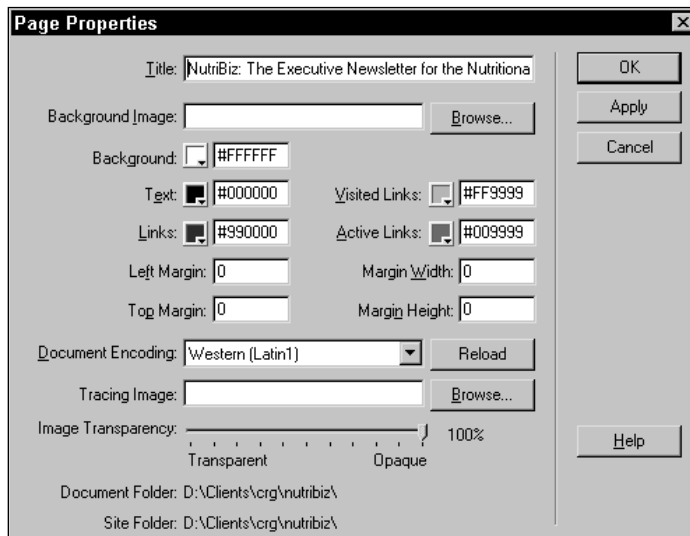 Page Properties
Title: NutriBiz: The Executive Newsletter for the Nutritiona OK
Background Image: Browse... Apply
Background: #FFFFFF Cancel
Text: #000000 Visited Links: #FF9999
Links: #990000 Active Links: #009999
Left Margin: 0 Margin Width: 0
Top Margin: 0 Margin Height: 0
Document Encoding: Western (Latin1) Reload
Tracing Image: Browse...
Image Transparency: 100% Help
Transparent Opaque
Document Folder: D:\Clients\crg\nutribiz\
Site Folder: D:\Clients\crg\nutribiz\